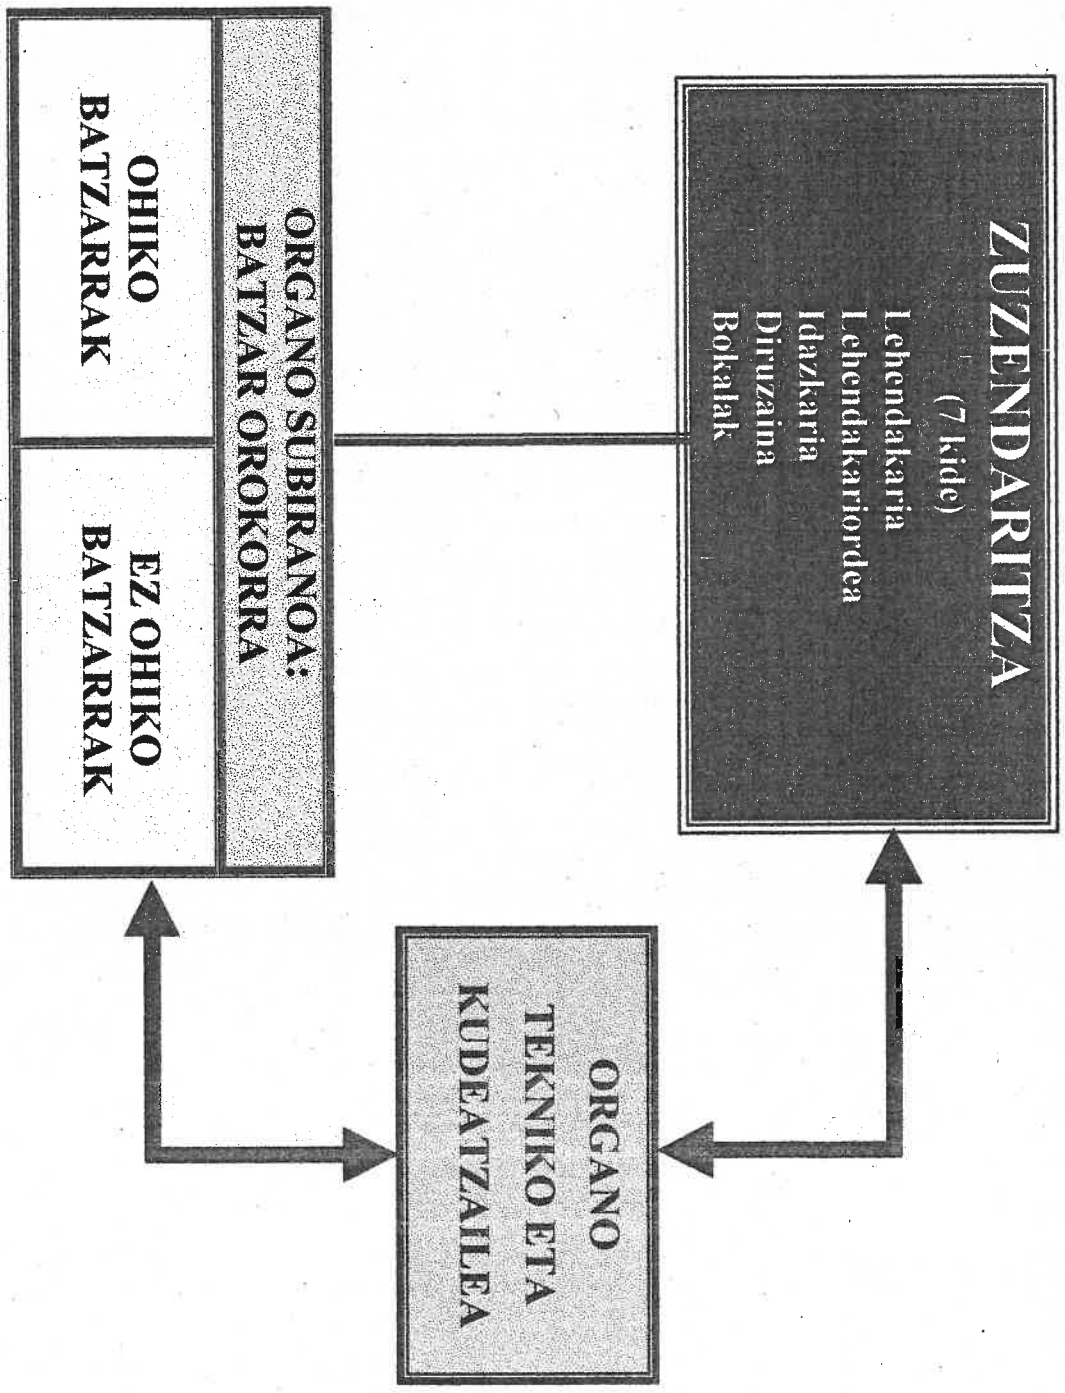 ZUZENDARITZA
(7 kide)
Lehendakaria
Lehendakariordea
Idazkaria
Diruzaina
Bokalak
ORGANO
TEKNIKO ETA
KUDEATZAILEA
ORGANO SUBIRANOA:
BATZAR OROKORRA
OHIKO
BATZARRAK
EZ OHIKO
BATZARRAK